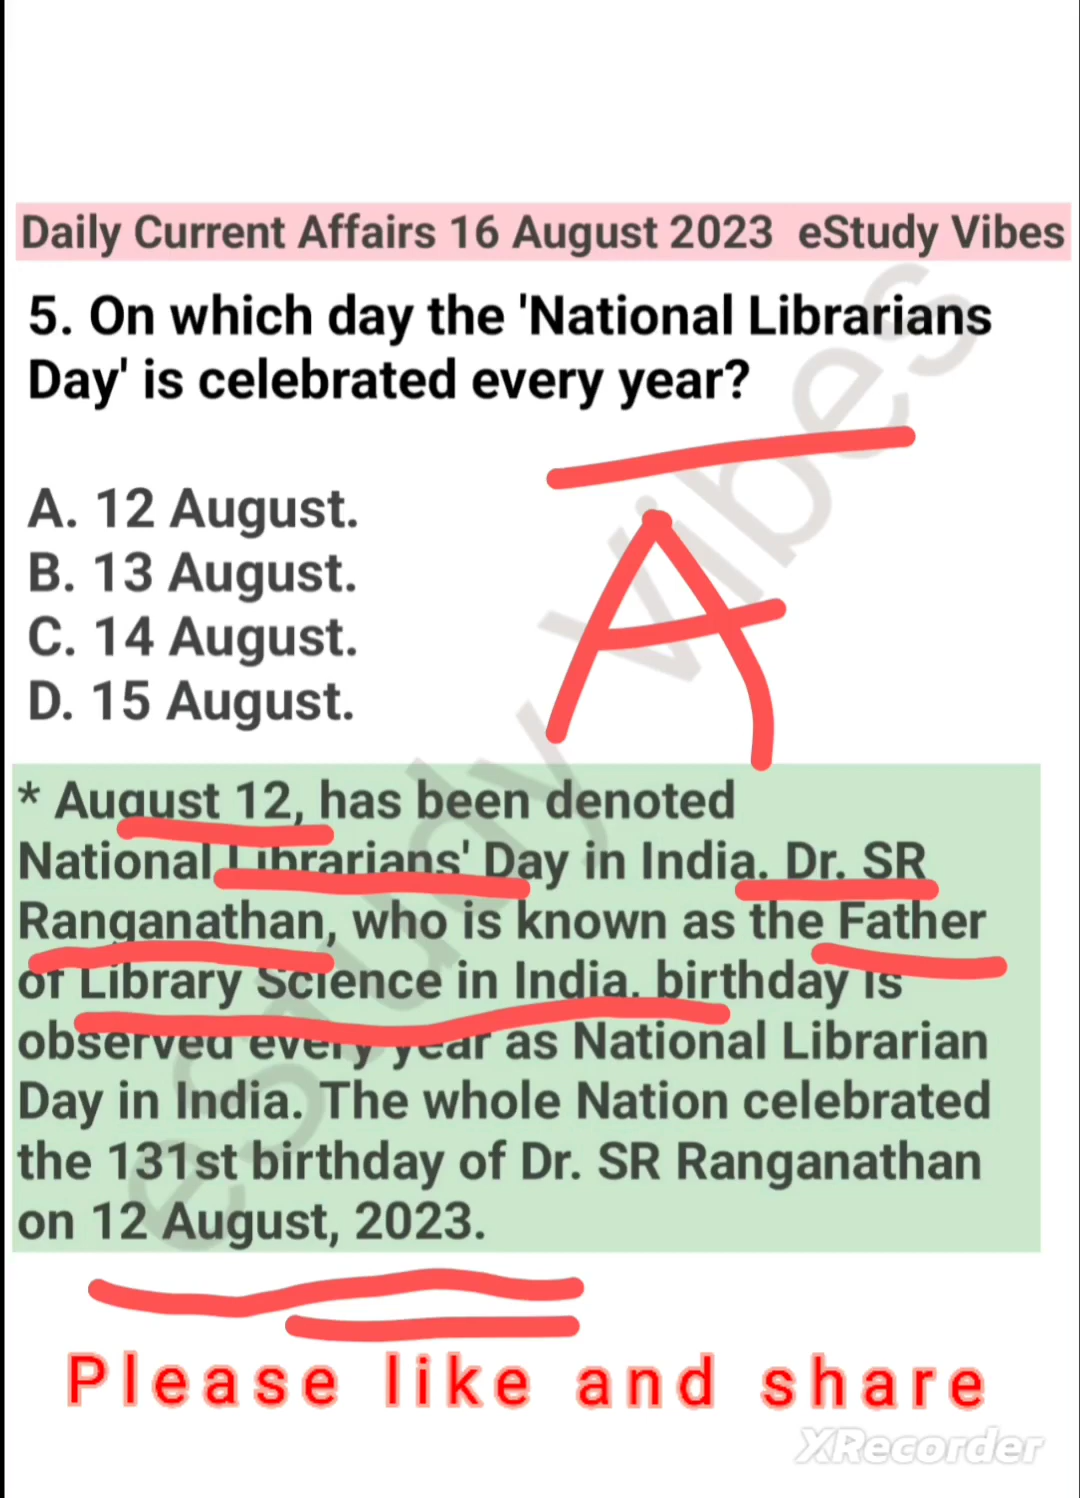 Daily Current Affairs 16 August 2023 eStudy Vibes
5. On which day the 'National Librarians
Day' is celebrated every year?
A. 12 August.
B. 13 August.
C. 14 August.
D. 15 August.
A
* August 12, has been denoted
National Librarians' Day in India. Dr. SR
Ranganathan, who is known as the Father
of Library Science in India. birthday is
observed every year as National Librarian
Day in India. The whole Nation celebrated
the 131st birthday of Dr. SR Ranganathan
on 12 August, 2023.
eStudy Vibes
Please like and share
XRecorder